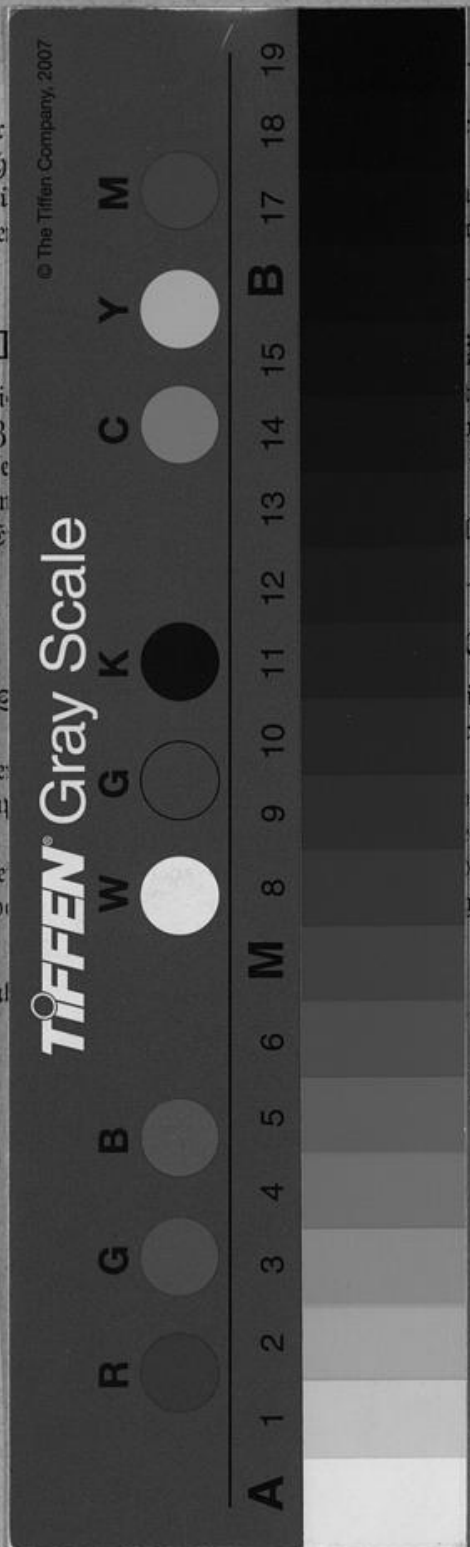 © The Tiffen Company, 2007
TIFFEN® Gray Scale
R G B W G K C Y M
A 1 2 3 4 5 6 M 8 9 10 11 12 13 14 15 B 17 18 19